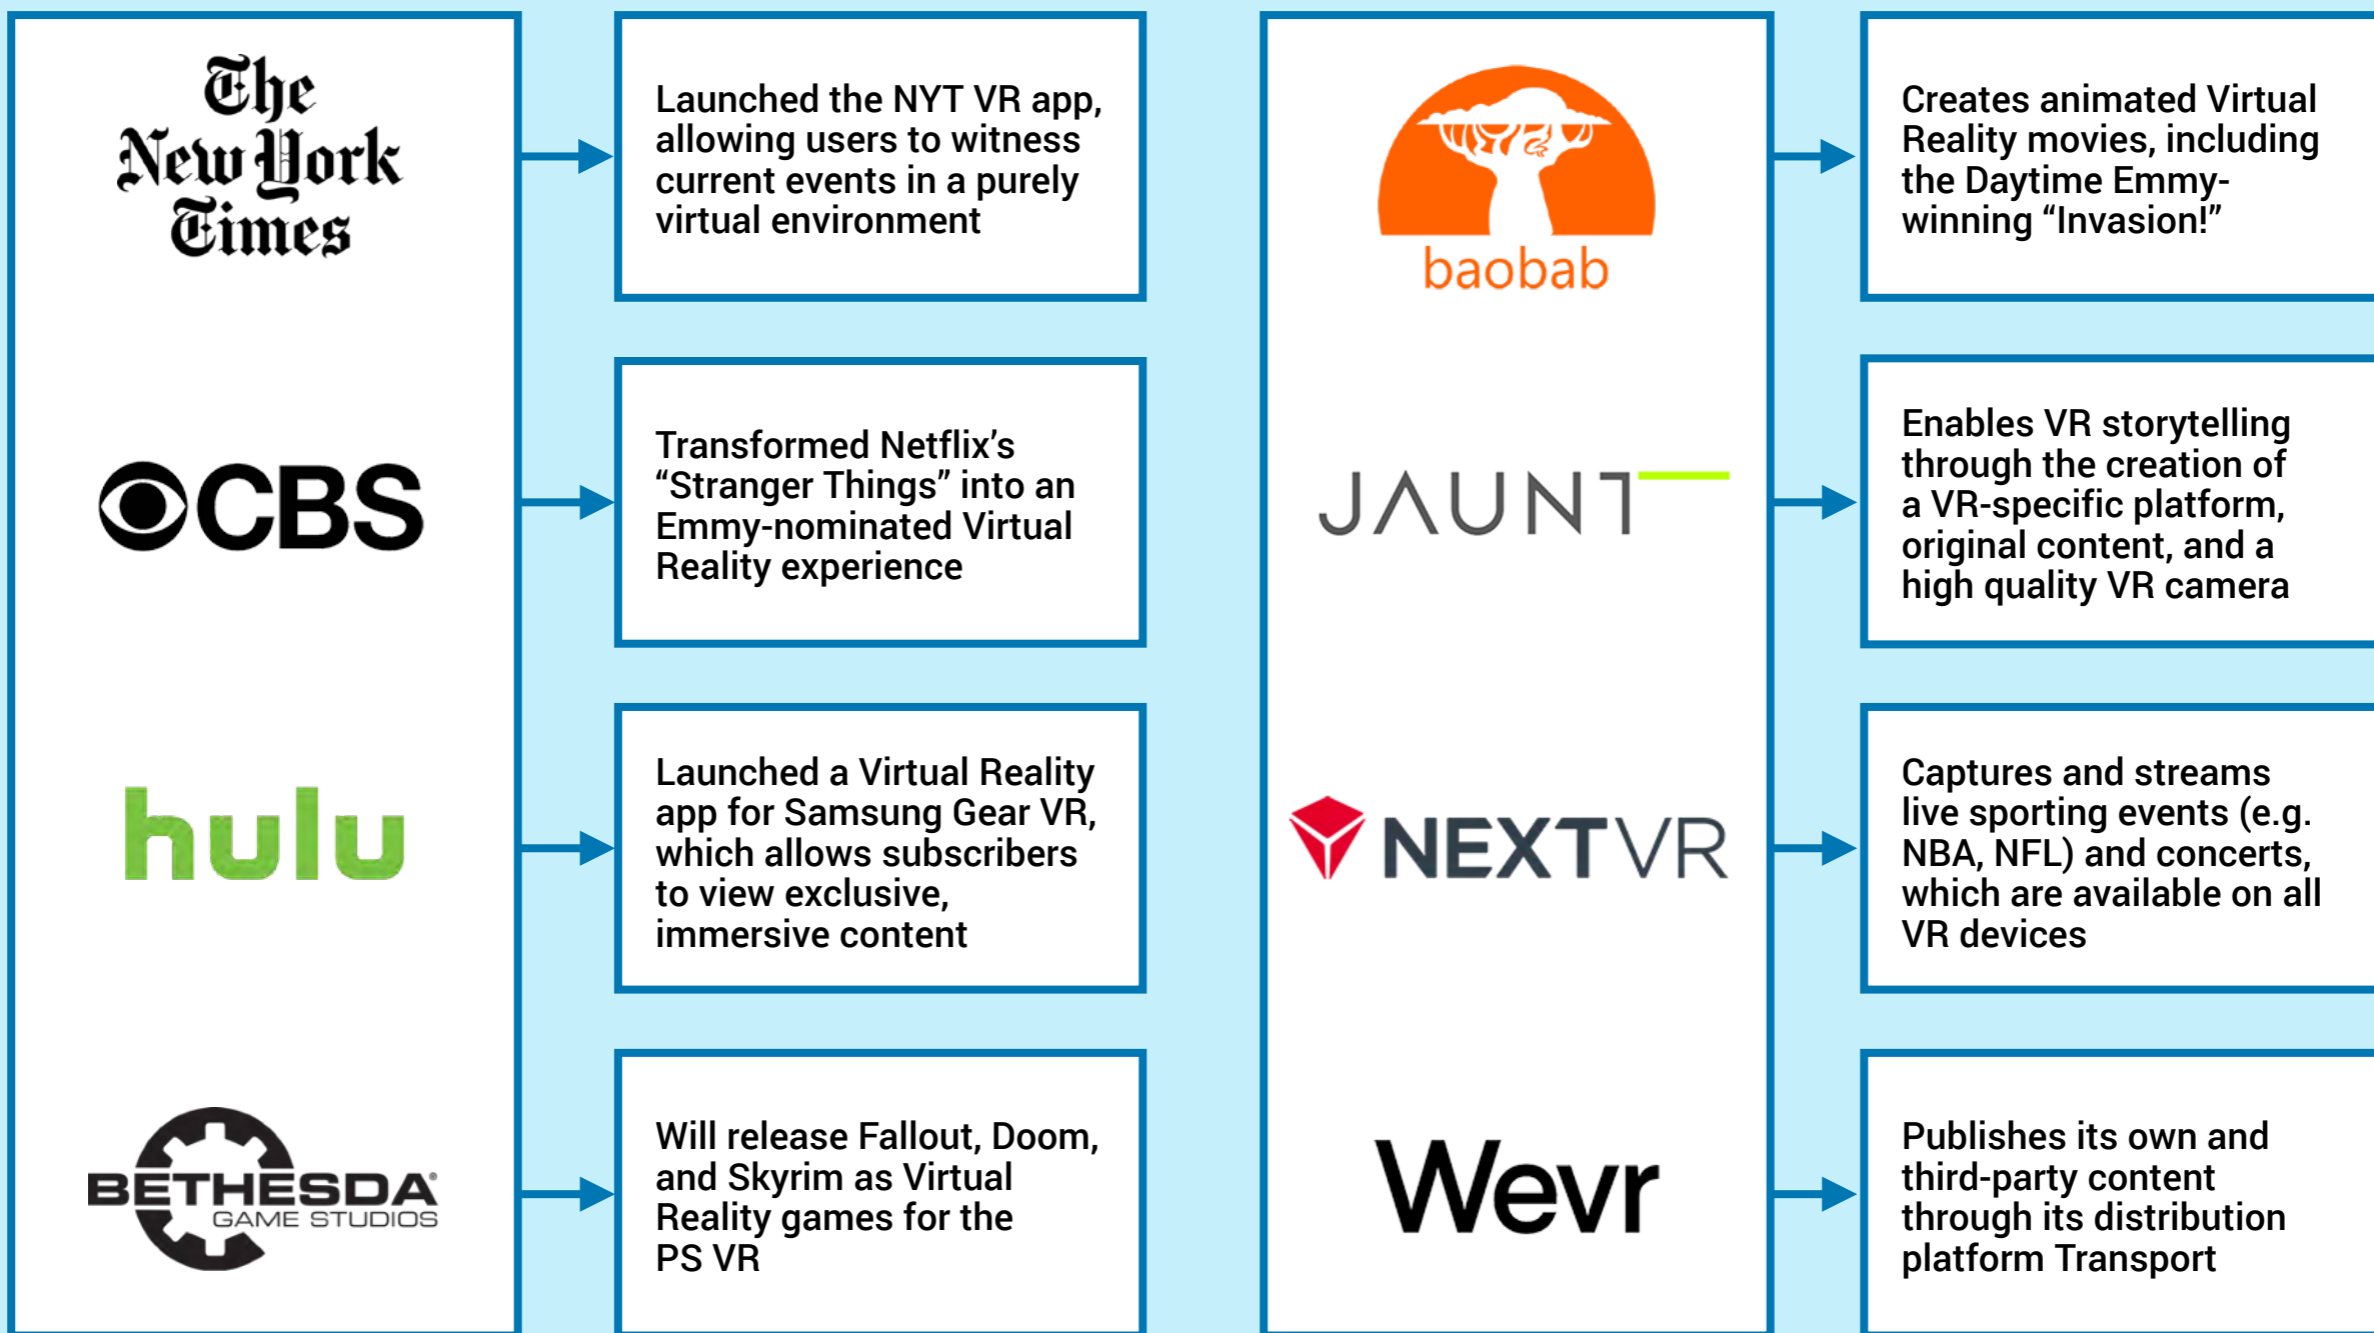 The
New York
Times
Launched the NYT VR app,
allowing users to witness
current events in a purely
virtual environment
CBS
Transformed Netflix’s
“Stranger Things” into an
Emmy-nominated Virtual
Reality experience
hulu
Launched a Virtual Reality
app for Samsung Gear VR,
which allows subscribers
to view exclusive,
immersive content
BETHESDA®
GAME STUDIOS
Will release Fallout, Doom,
and Skyrim as Virtual
Reality games for the
PS VR
baobab
Creates animated Virtual
Reality movies, including
the Daytime Emmy-
winning “Invasion!”
JAUNT
Enables VR storytelling
through the creation of
a VR-specific platform,
original content, and a
high quality VR camera
NEXTVR
Captures and streams
live sporting events (e.g.
NBA, NFL) and concerts,
which are available on all
VR devices
Wevr
Publishes its own and
third-party content
through its distribution
platform Transport